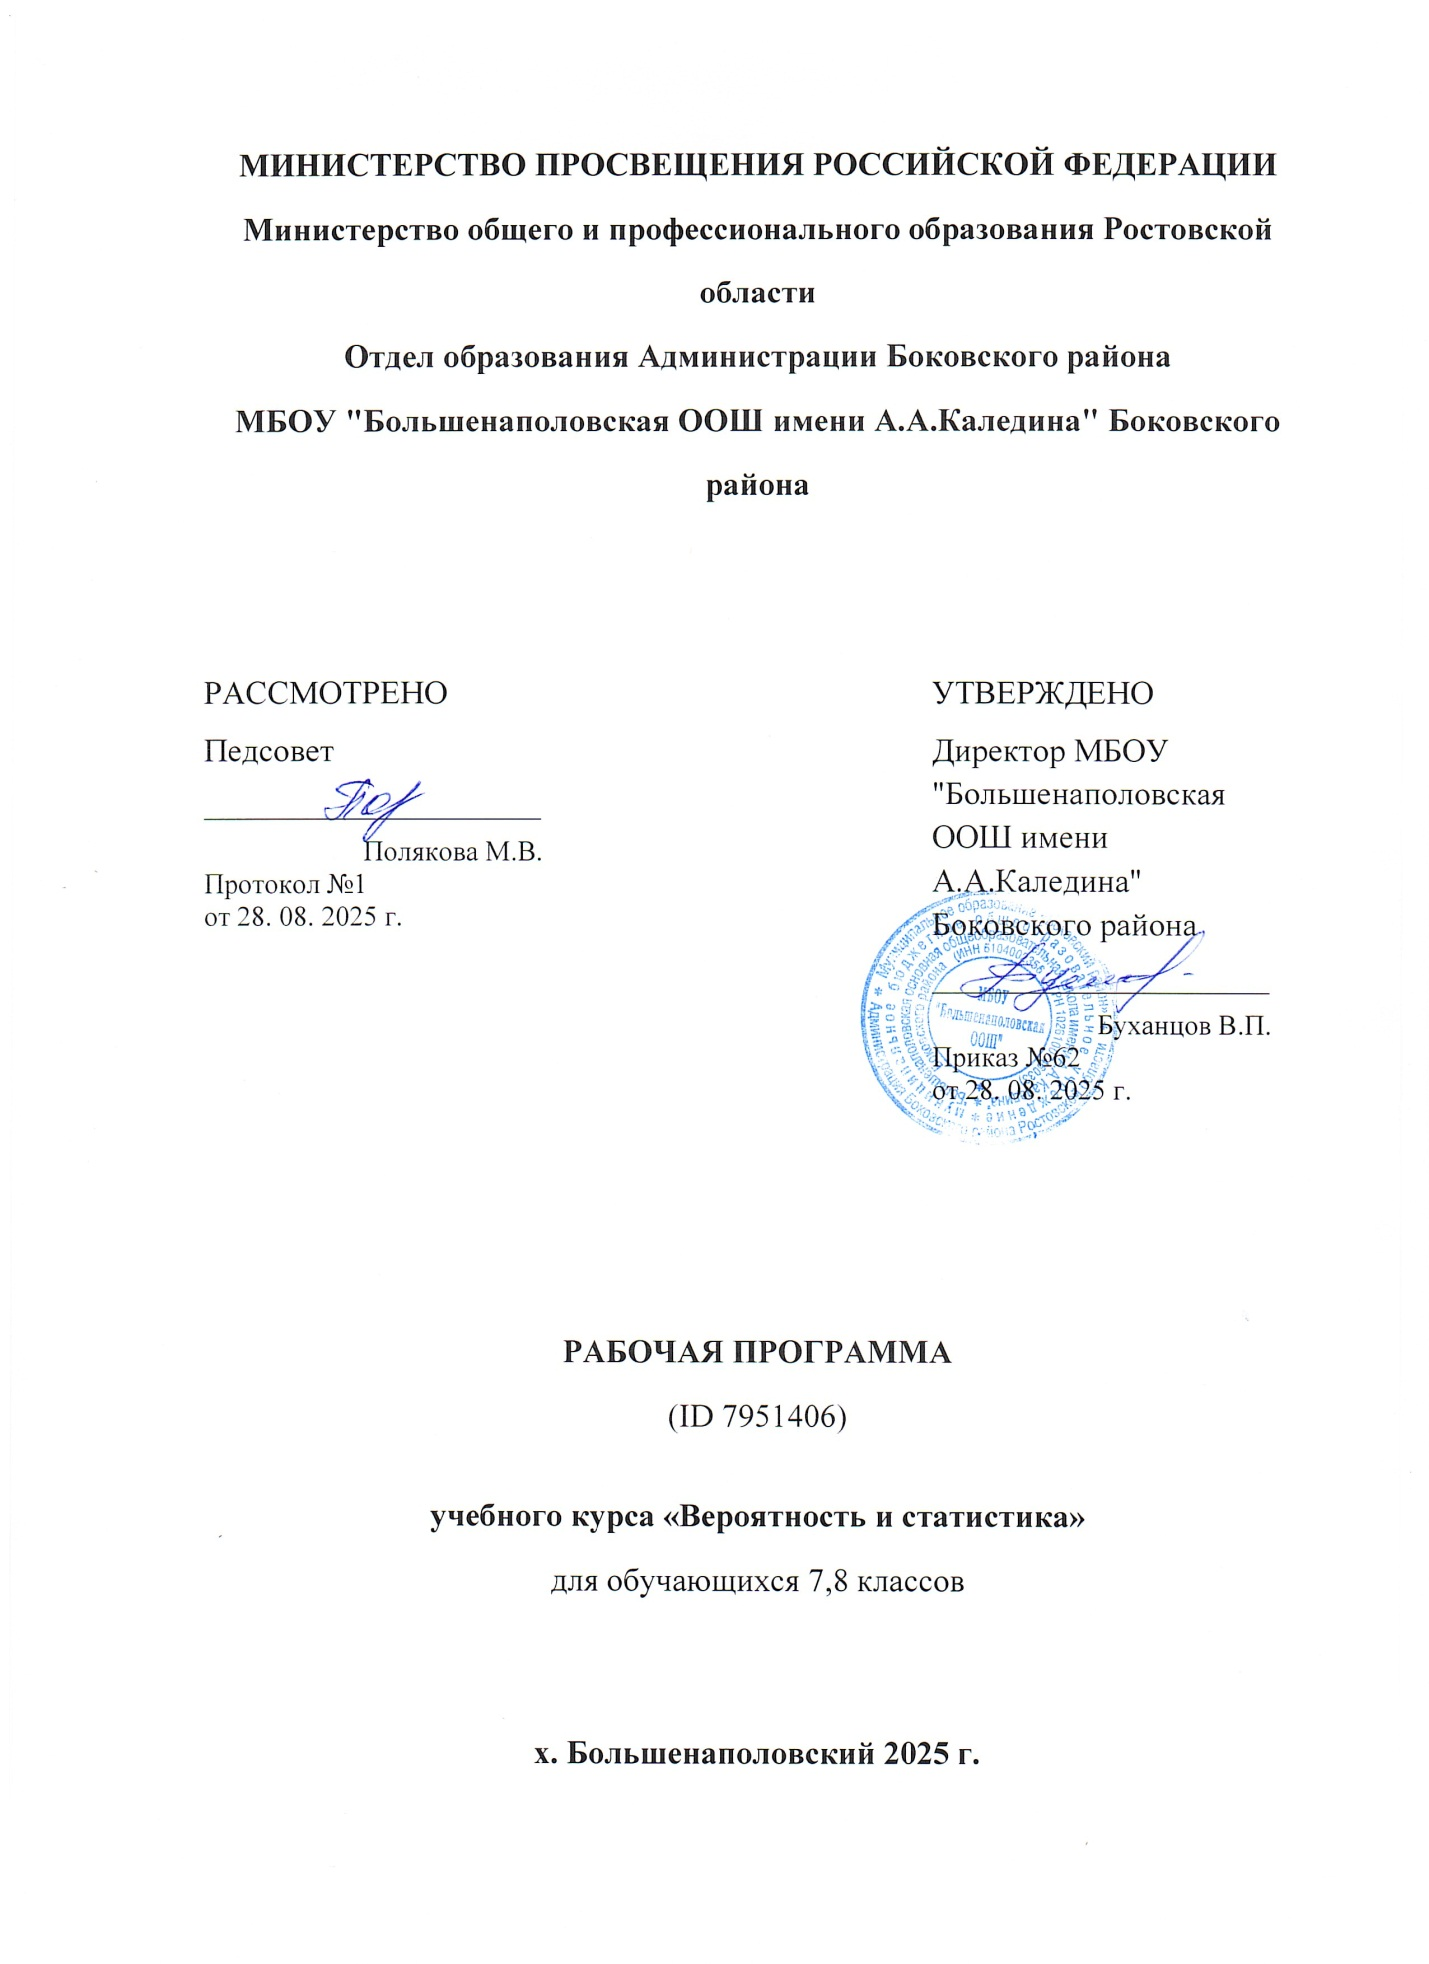 МИНИСТЕРСТВО ПРОСВЕЩЕНИЯ РОССИЙСКОЙ ФЕДЕРАЦИИ
Министерство общего и профессионального образования Ростовской
области
Отдел образования Администрации Боковского района
МБОУ "Большенаполовская ООШ имени А.А.Каледина" Боковского
района
РАССМОТРЕНО
Педсовет
Полякова М.В.
Протокол №1
от 28. 08. 2025 г.
УТВЕРЖДЕНО
Директор МБОУ
"Большенаполовская
ООШ имени
А.А.Каледина"
Боковского района
МБОУ
"Большенаполовская
ООШ"
Буханцов В.П.
Приказ №62
от 28. 08. 2025 г.
РАБОЧАЯ ПРОГРАММА
(ID 7951406)
учебного курса «Вероятность и статистика»
для обучающихся 7,8 классов
х. Большенаполовский 2025 г.